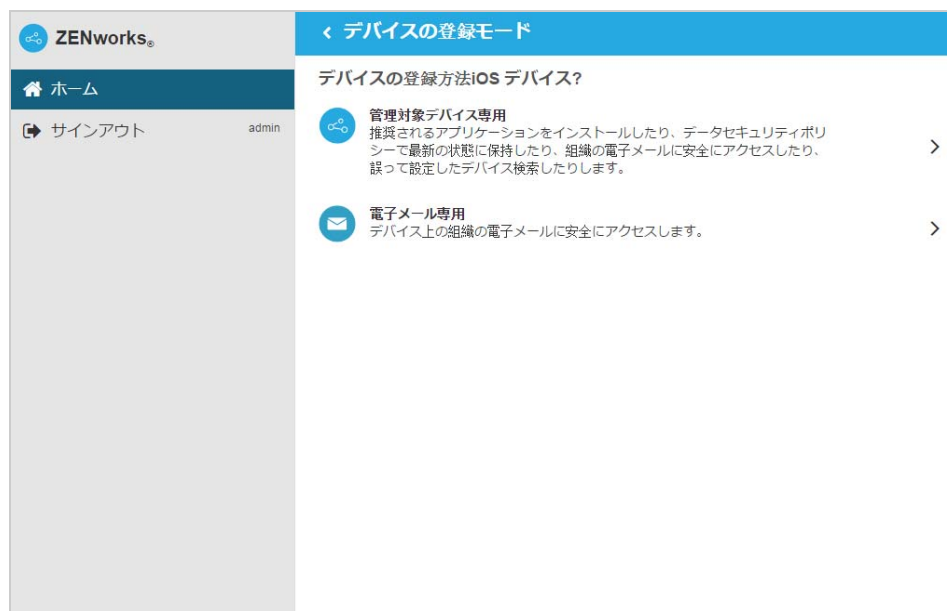 ZENworks®
ホーム
サインアウト admin
デバイスの登録モード
デバイスの登録方法iOS デバイス?
管理対象デバイス専用
推奨されるアプリケーションをインストールしたり、データセキュリティポリ
シーで最新の状態に保持したり、組織の電子メールに安全にアクセスしたり、
誤って設定したデバイス検索したりします。
電子メール専用
デバイス上の組織の電子メールに安全にアクセスします。